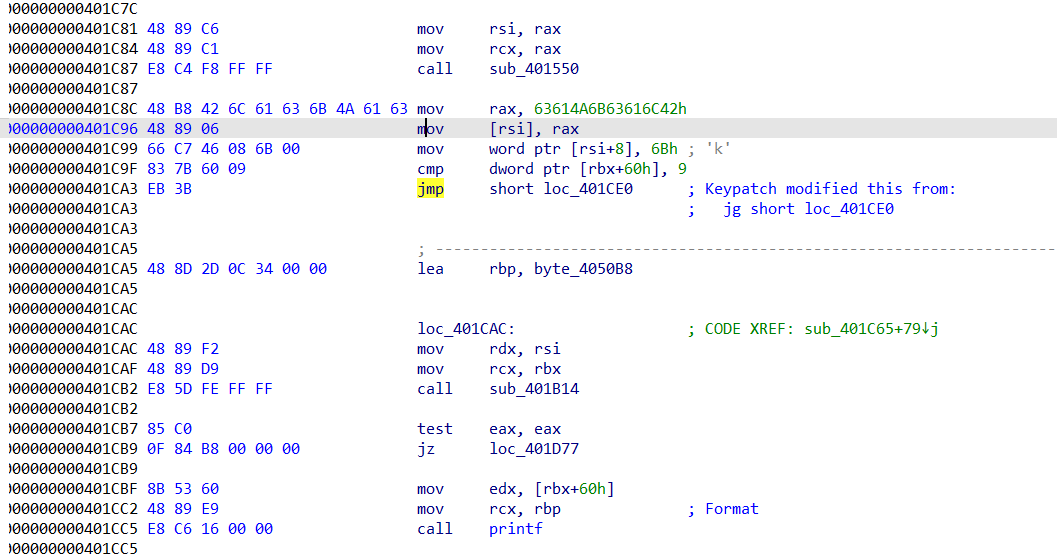 000000000401C7C
000000000401C81 48 89 C6 mov rsi, rax
000000000401C84 48 89 C1 mov rcx, rax
000000000401C87 E8 C4 F8 FF FF call sub_401550
000000000401C87
000000000401C8C 48 B8 42 6C 61 63 6B 4A 61 63 mov rax, 63614A6B63616C42h
000000000401C96 48 89 06 mov [rsi], rax
000000000401C99 66 C7 46 08 6B 00 mov word ptr [rsi+8], 6Bh ; 'k'
000000000401C9F 83 7B 60 09 cmp dword ptr [rbx+60h], 9
000000000401CA3 EB 3B jmp short loc_401CE0 ; Keypatch modified this from:
000000000401CA3 ; jg short loc_401CE0
000000000401CA3
000000000401CA5 ; ---------------------------------------------------------------------------
000000000401CA5 48 8D 2D 0C 34 00 00 lea rbp, byte_4050B8
000000000401CA5
000000000401CAC
000000000401CAC loc_401CAC: ; CODE XREF: sub_401C65+79↓j
000000000401CAC 48 89 F2 mov rdx, rsi
000000000401CAF 48 89 D9 mov rcx, rbx
000000000401CB2 E8 5D FE FF FF call sub_401B14
000000000401CB2
000000000401CB7 85 C0 test eax, eax
000000000401CB9 0F 84 B8 00 00 00 jz loc_401D77
000000000401CB9
000000000401CBF 8B 53 60 mov edx, [rbx+60h]
000000000401CC2 48 89 E9 mov rcx, rbp ; Format
000000000401CC5 E8 C6 16 00 00 call printf
000000000401CC5